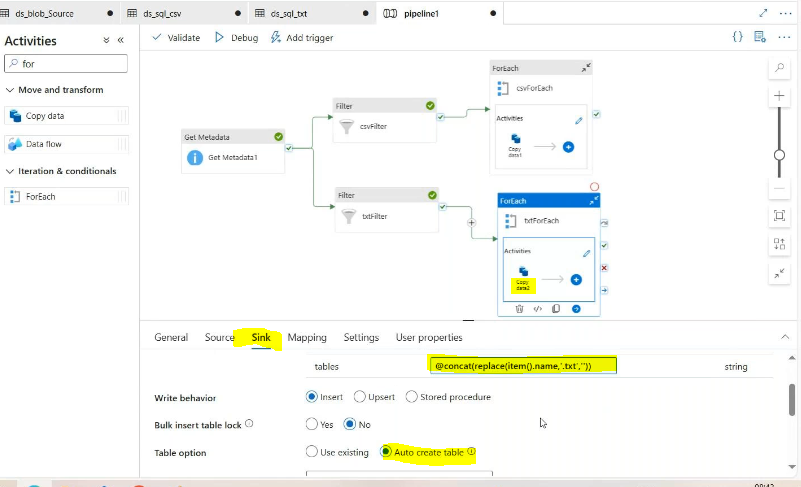 ds_blob_Source
ds_sql_csv
ds_sql_txt
pipeline1
Activities
for
Move and transform
Copy data
Data flow
Iteration & conditionals
ForEach
Validate
Debug
Add trigger
Get Metadata
Get Metadata1
Filter
csvFilter
Filter
txtFilter
ForEach
csvForEach
Activities
Copy
data1
ForEach
txtForEach
Activities
Copy
data2
General
Source
Sink
Mapping
Settings
User properties
tables
@concat(replace(item().name,'.txt',''))
string
Write behavior
Insert
Upsert
Stored procedure
Bulk insert table lock
Yes
No
Table option
Use existing
Auto create table